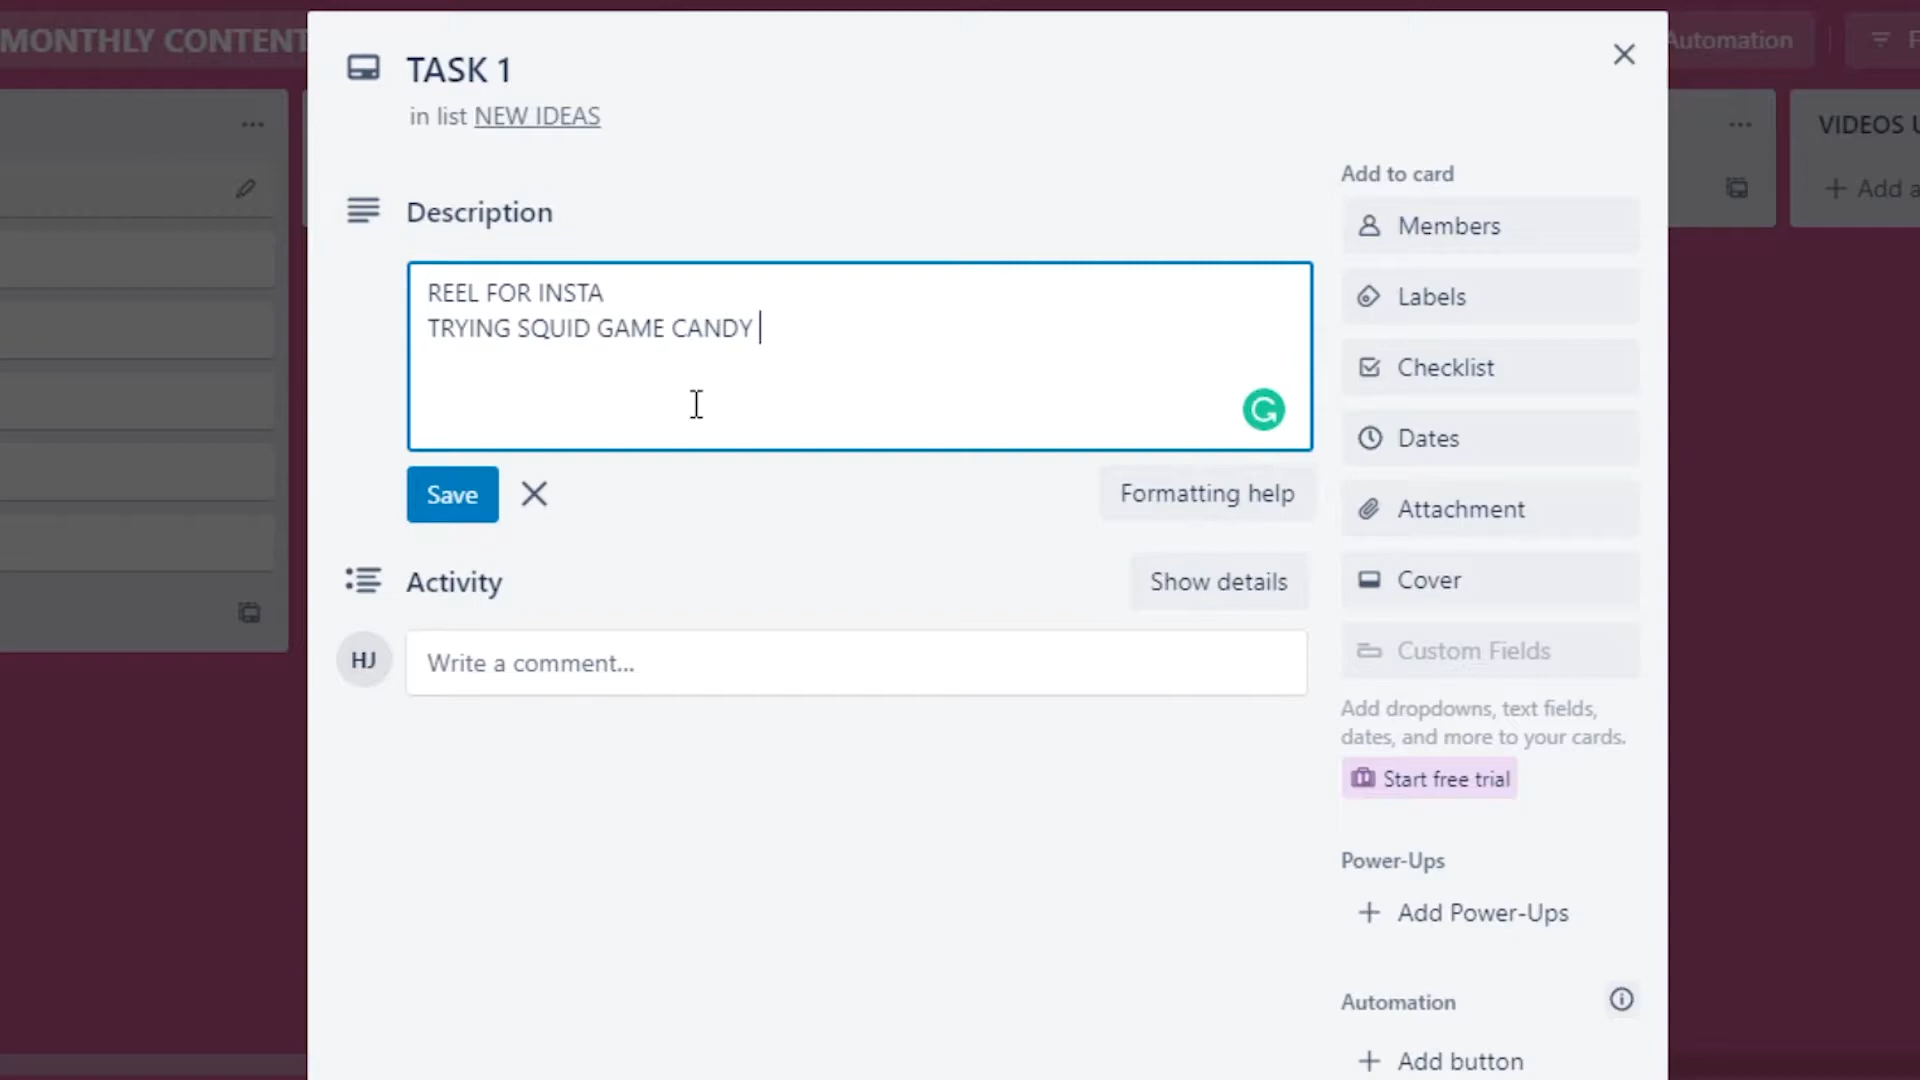 MONTHLY CONTENT
Automation
TASK 1
in list NEW IDEAS
VIDEOS
Add to card
Add a
Description
Members
REEL FOR INSTA
TRYING SQUID GAME CANDY
Labels
Checklist
Dates
Save
Formatting help
Attachment
Activity
Show details
Cover
HJ
Write a comment...
Custom Fields
Add dropdowns, text fields,
dates, and more to your cards.
Start free trial
Power-Ups
Add Power-Ups
Automation
Add button